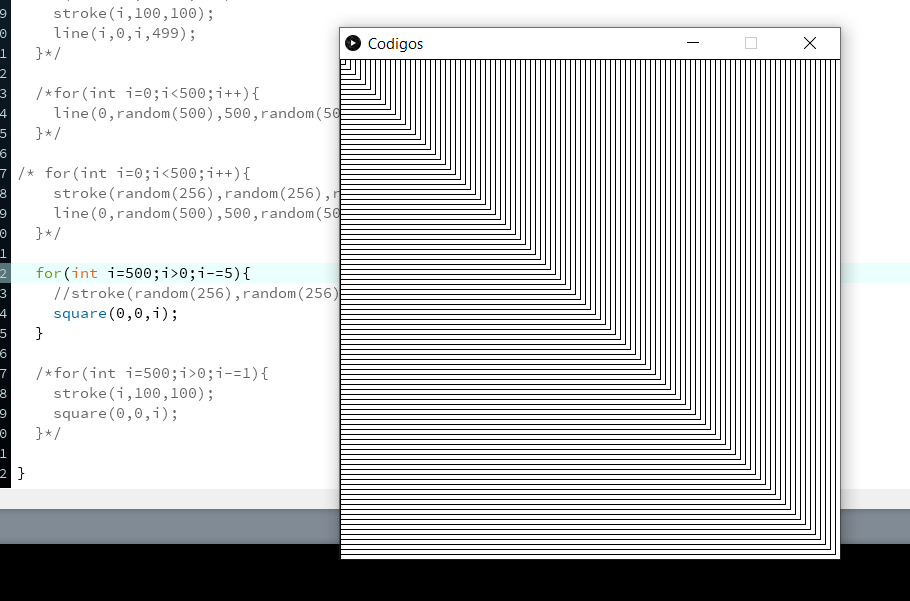 9 stroke(i,100,100);
0 line(i,0,i,499);
1 }*/
2
3 /*for(int i=0;i<500;i++){
4 line(0,random(500),500,random(50
5 }*/
6
7 /* for(int i=0;i<500;i++){
8 stroke(random(256),random(256),r
9 line(0,random(500),500,random(50
0 }*/
1
2 for(int i=500;i>0;i-=5){
3 //stroke(random(256),random(256)
4 square(0,0,i);
5 }
6
7 /*for(int i=500;i>0;i-=1){
8 stroke(i,100,100);
9 square(0,0,i);
0 }*/
1
2 }
Codigos